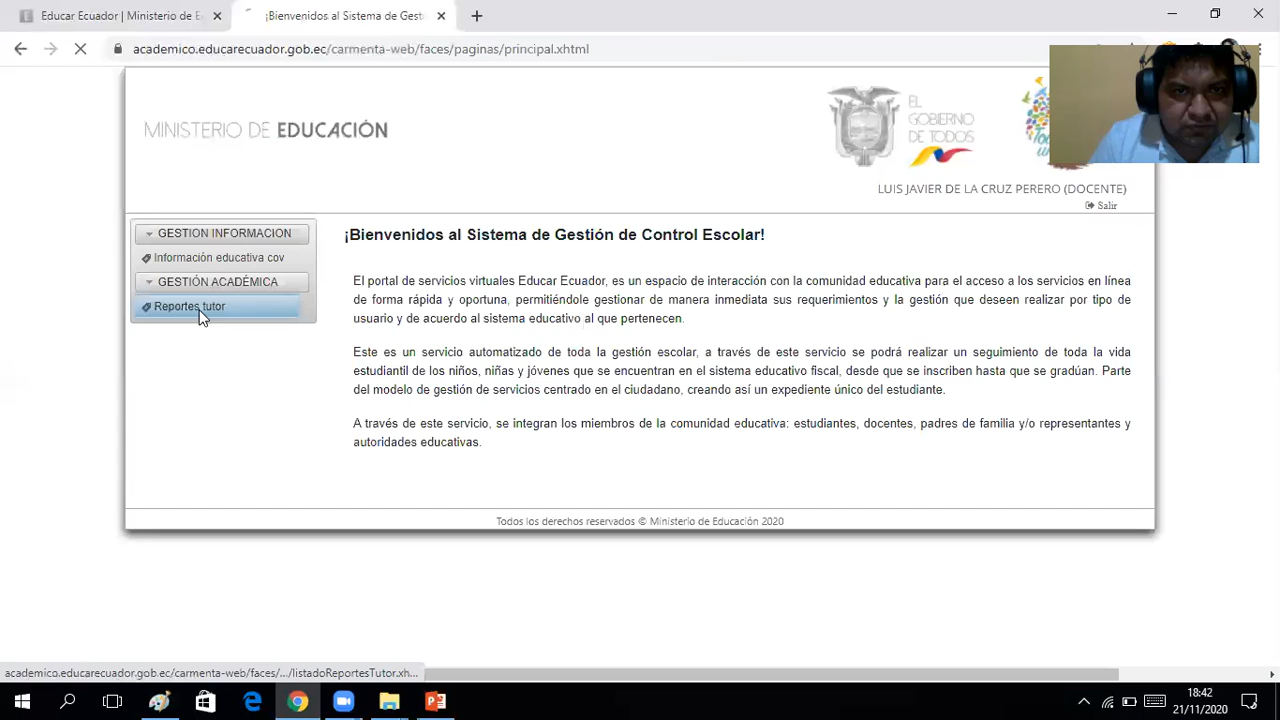 Educar Ecuador | Ministerio de E
¡Bienvenidos al Sistema de Gest
academico.educarecuador.gob.ec/carmenta-web/faces/paginas/principal.xhtml
MINISTERIO DE EDUCACIÓN
EL
GOBIERNO
DE TODOS
LUIS JAVIER DE LA CRUZ PERERO (DOCENTE)
Salir
GESTION INFORMACION
Información educativa cov
GESTIÓN ACADÉMICA
Reportes tutor
¡Bienvenidos al Sistema de Gestión de Control Escolar!
El portal de servicios virtuales Educar Ecuador, es un espacio de interacción con la comunidad educativa para el acceso a los servicios en línea
de forma rápida y oportuna, permitiéndole gestionar de manera inmediata sus requerimientos y la gestión que deseen realizar por tipo de
usuario y de acuerdo al sistema educativo al que pertenecen.
Este es un servicio automatizado de toda la gestión escolar, a través de este servicio se podrá realizar un seguimiento de toda la vida
estudiantil de los niños, niñas y jóvenes que se encuentran en el sistema educativo fiscal, desde que se inscriben hasta que se gradúan. Parte
del modelo de gestión de servicios centrado en el ciudadano, creando así un expediente único del estudiante.
A través de este servicio, se integran los miembros de la comunidad educativa: estudiantes, docentes, padres de familia y/o representantes y
autoridades educativas.
Todos los derechos reservados © Ministerio de Educación 2020
academico.educarecuador.gob.ec/carmenta-web/faces/.../listadoReportesTutor.xh...
18:42
21/11/2020